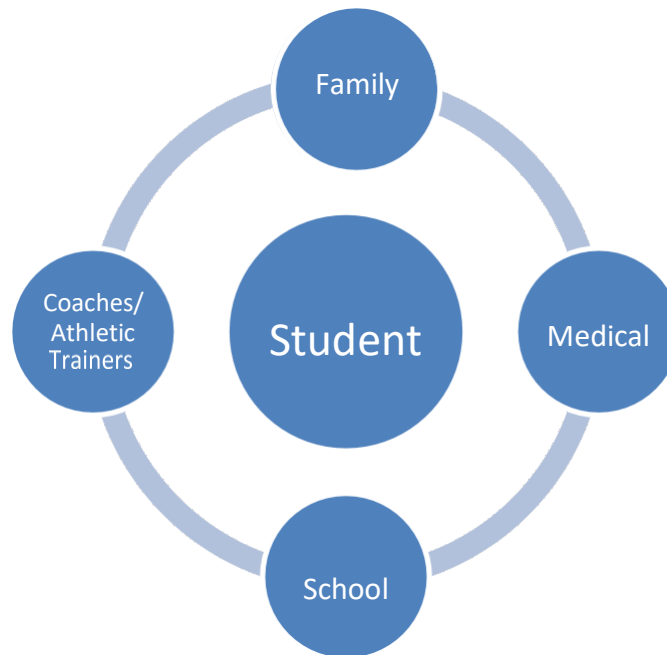 Family
Coaches/
Athletic
Trainers
Student
Medical
School